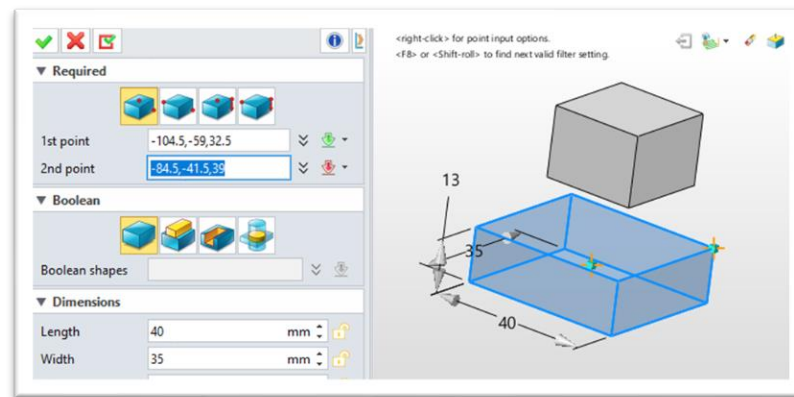 <right-click> for point input options.
<F8> or <Shift-roll> to find next valid filter setting.
Required
1st point -104.5,-59,32.5
2nd point -84.5,-41.5,39
Boolean
Boolean shapes
Dimensions
Length 40 mm
Width 35 mm
13
35
40